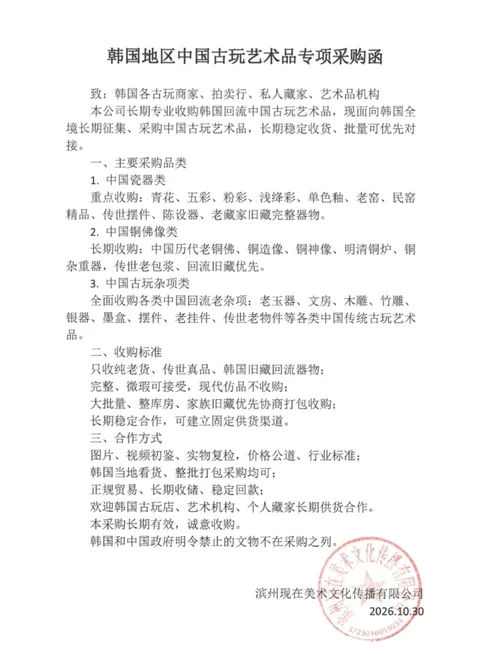 韩国地区中国古玩艺术品专项采购函
致：韩国各古玩商家、拍卖行、私人藏家、艺术品机构
本公司长期专业收购韩国回流中国古玩艺术品，现面向韩国全
境长期征集、采购中国古玩艺术品，长期稳定收货、批量可优先对
接。
一、主要采购品类
1. 中国瓷器类
重点收购：青花、五彩、粉彩、浅绛彩、单色釉、老窑、民窑
精品、传世摆件、陈设器、老藏家旧藏完整器物。
2. 中国铜佛像类
长期收购：中国历代老铜佛、铜造像、铜神像、明清铜炉、铜
杂重器，传世老包浆、回流旧藏优先。
3. 中国古玩杂项类
全面收购各类中国回流老杂项：老玉器、文房、木雕、竹雕、
银器、墨盒、摆件、老挂件、传世老物件等各类中国传统古玩艺术
品。
二、收购标准
只收纯老货、传世真品、韩国旧藏回流器物；
完整、微瑕可接受，现代仿品不收购；
大批量、整库房、家族旧藏优先协商打包收购；
长期稳定合作，可建立固定供货渠道。
三、合作方式
图片、视频初鉴、实物复检，价格公道、行业标准；
韩国当地看货、整批打包采购均可；
正规贸易、长期收储、稳定回款；
欢迎韩国古玩店、艺术机构、个人藏家长期供货合作。
本采购长期有效，诚意收购。
韩国和中国政府明令禁止的文物不在采购之列。
滨州现在美术文化传播有限公司
2026.10.30
滨州现在美术文化传播有限公司